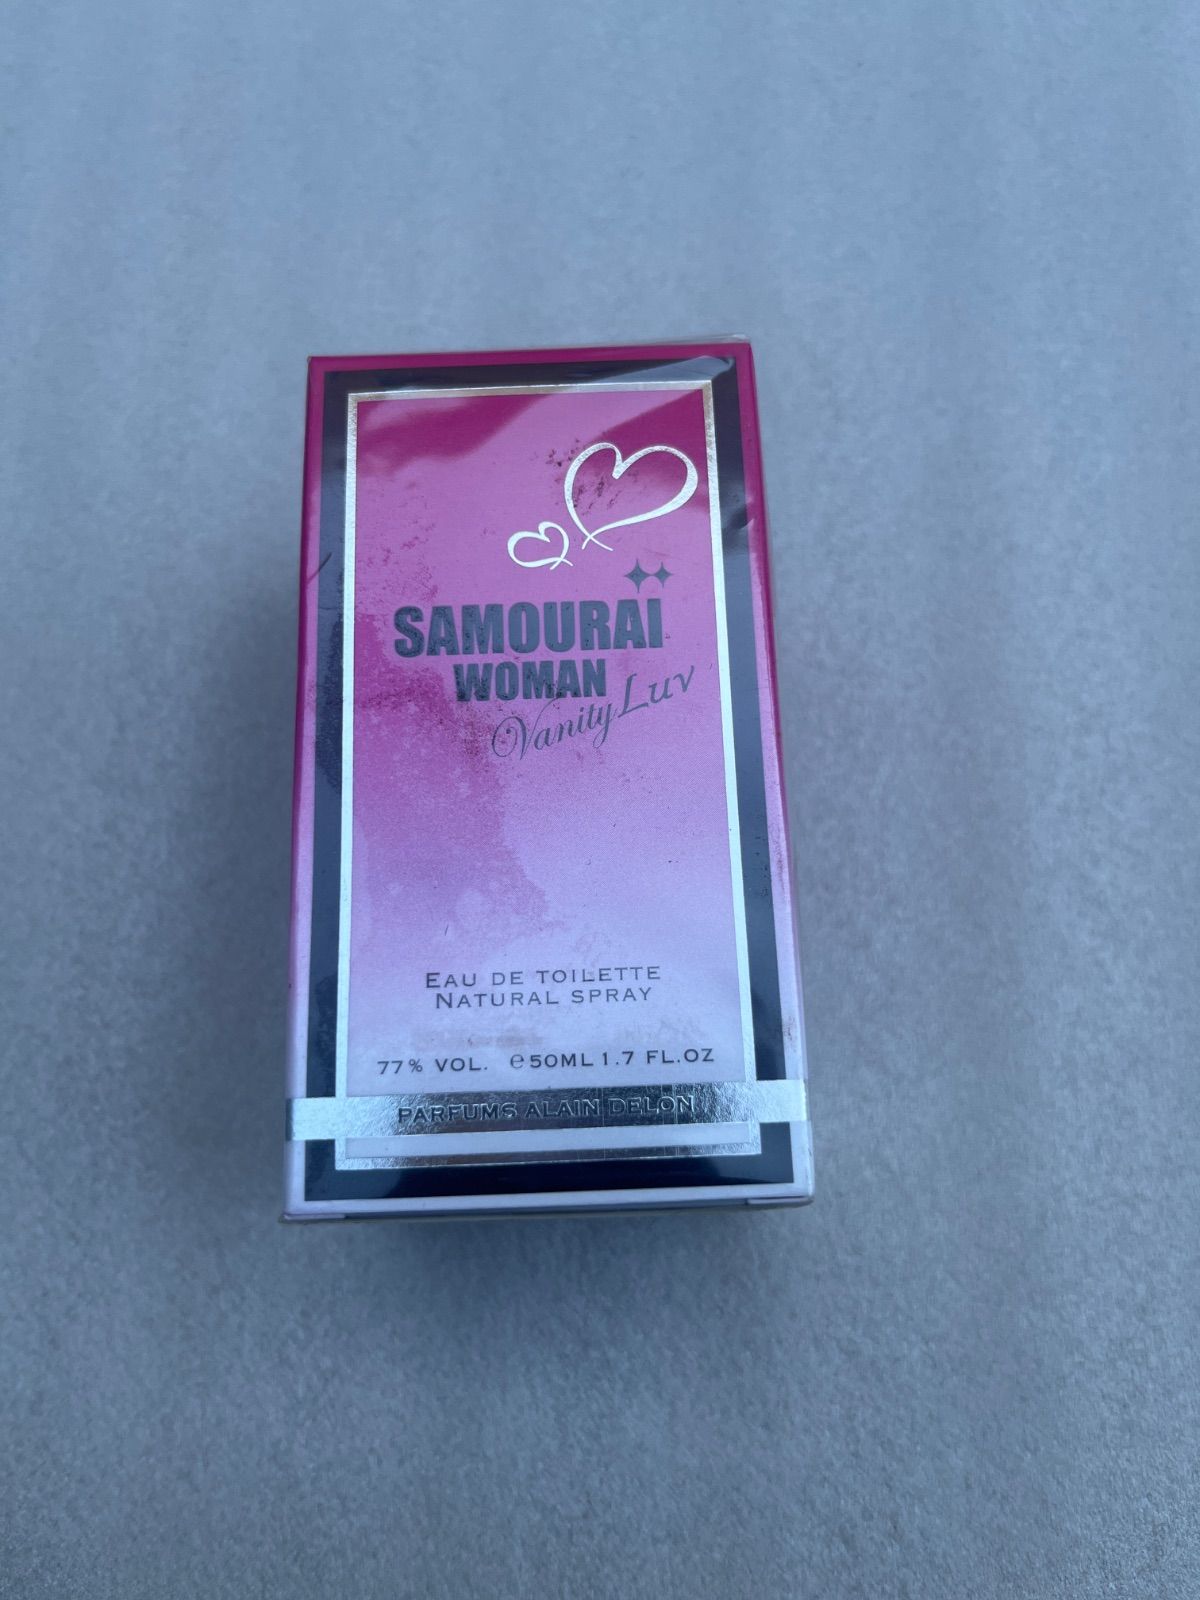 SAMOURAI
WOMAN
Vanity Luv
EAU DE TOILETTE
NATURAL SPRAY
77% VOL. ℮50ML 1.7 FL.OZ
PARFUMS ALAIN DELON